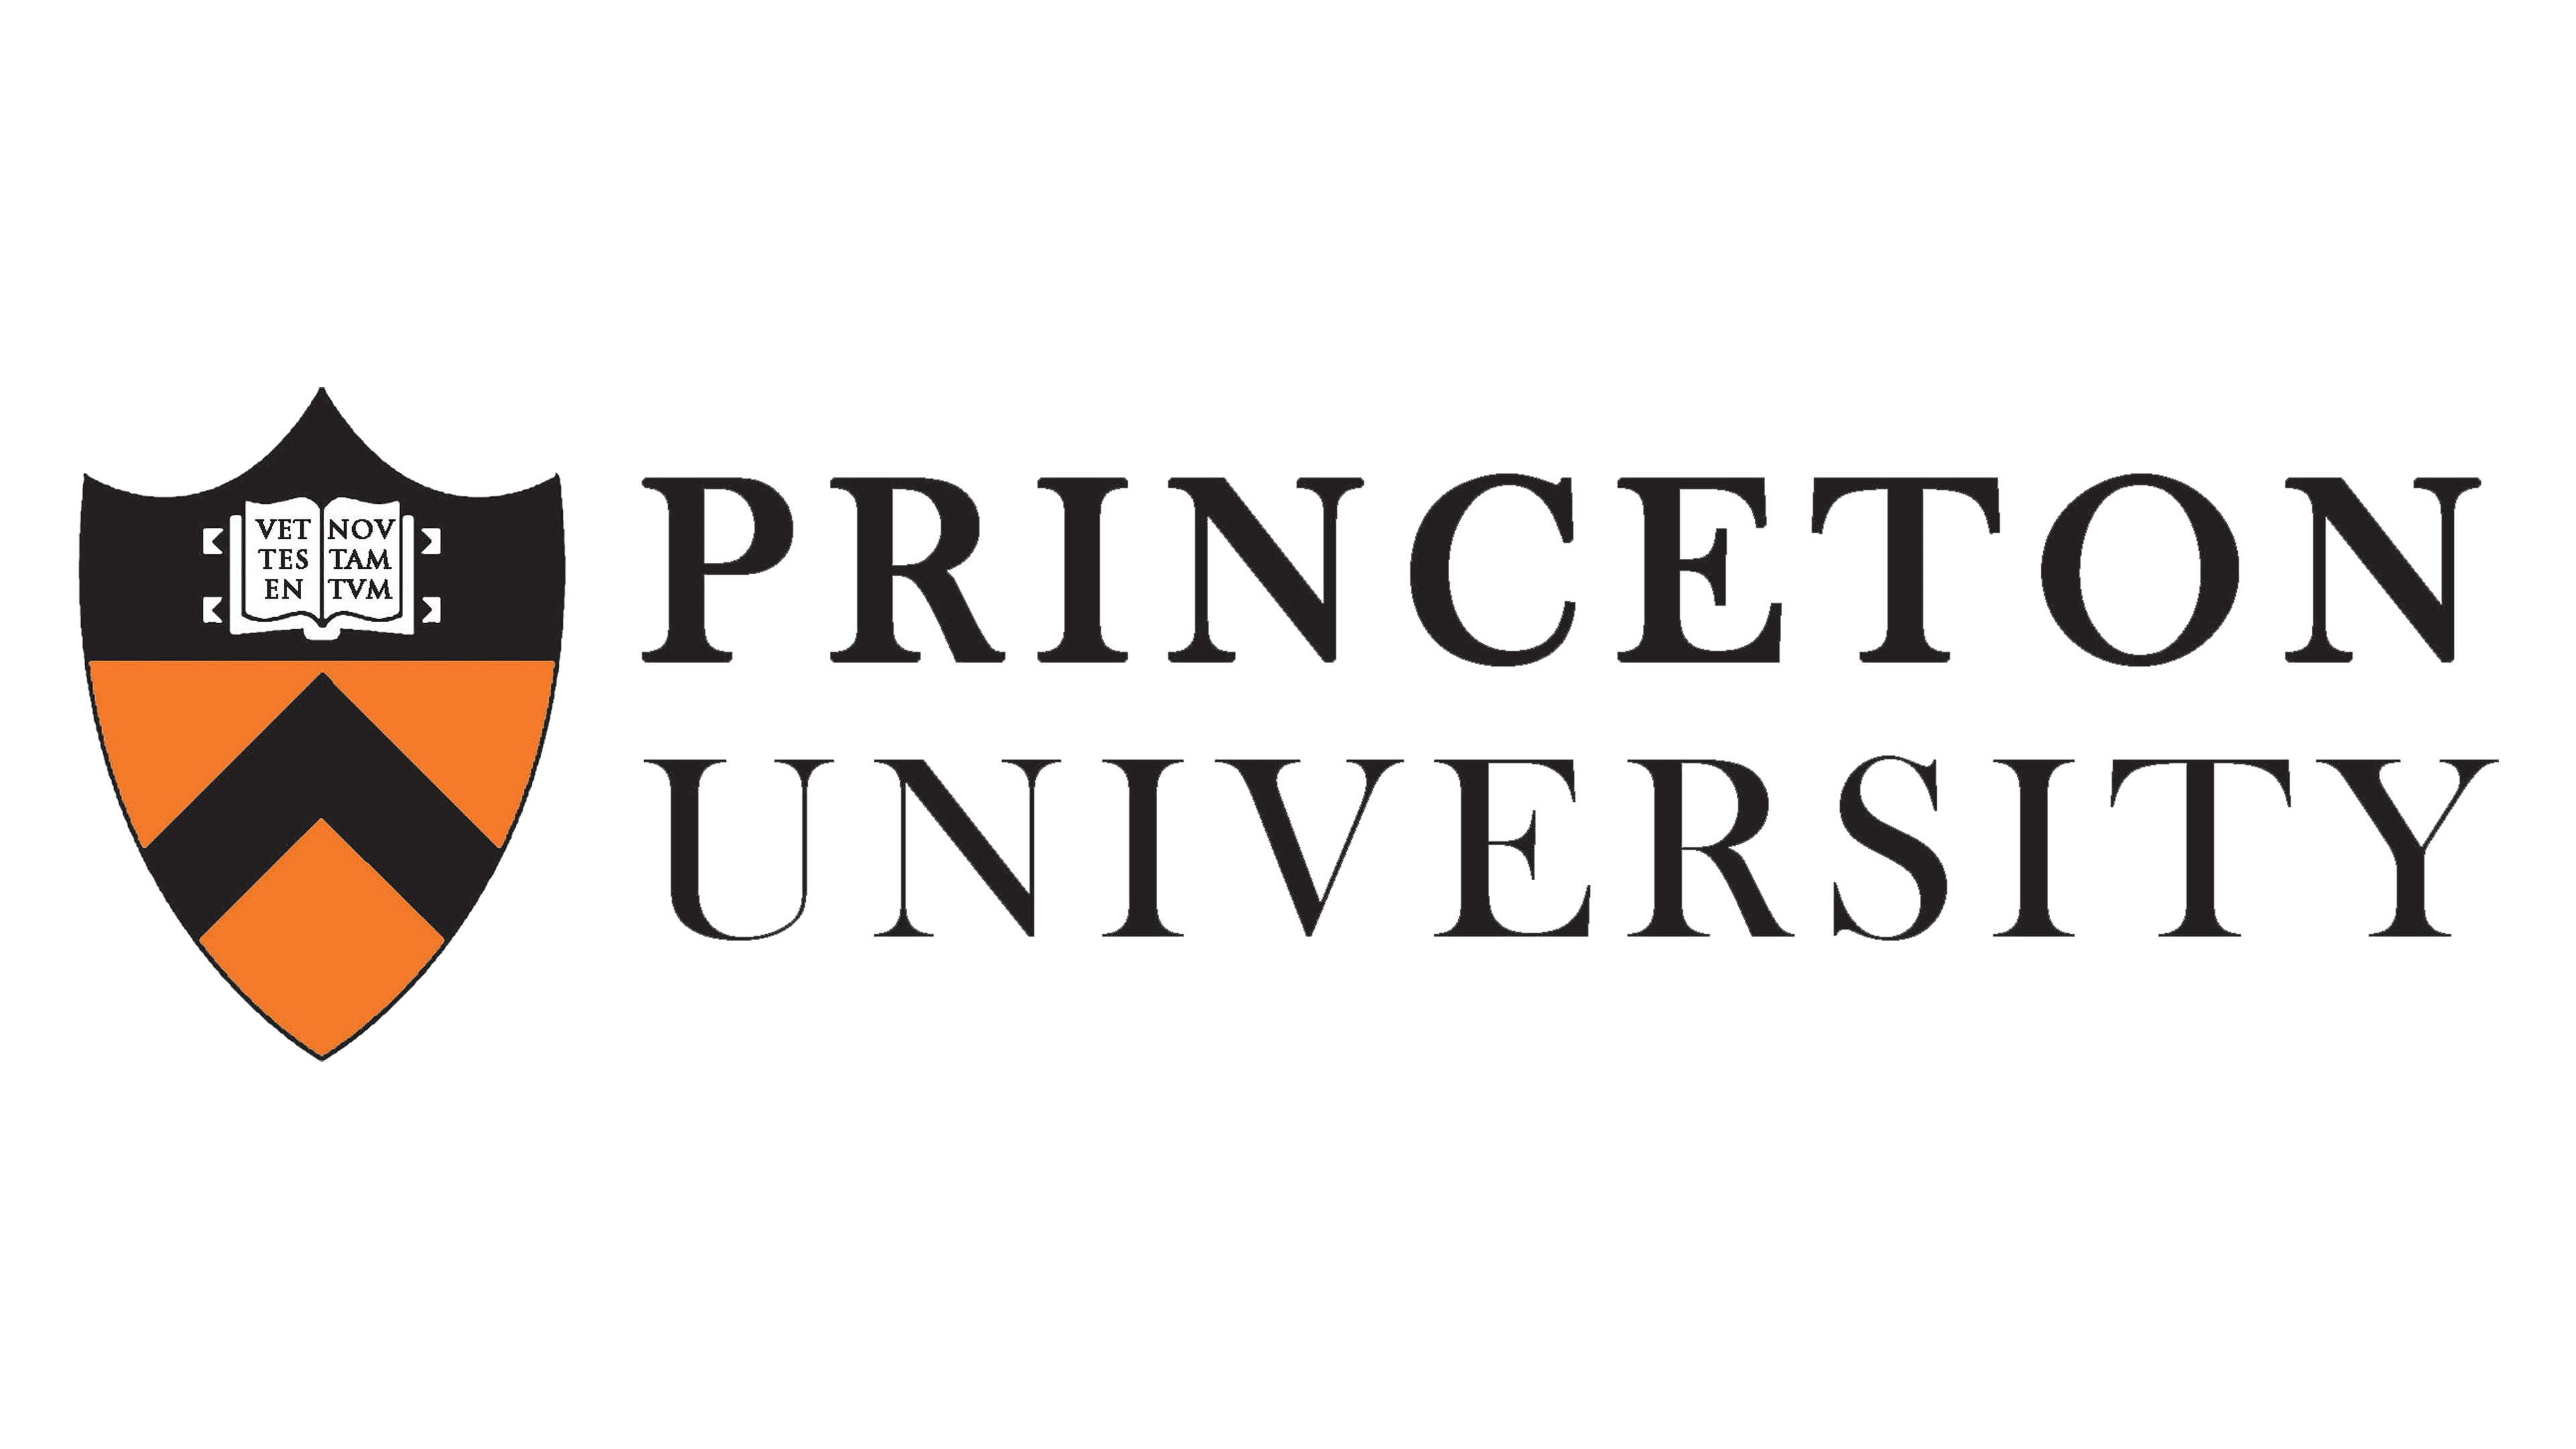 VET NOV
TES TAM
EN TVM
PRINCETON
UNIVERSITY